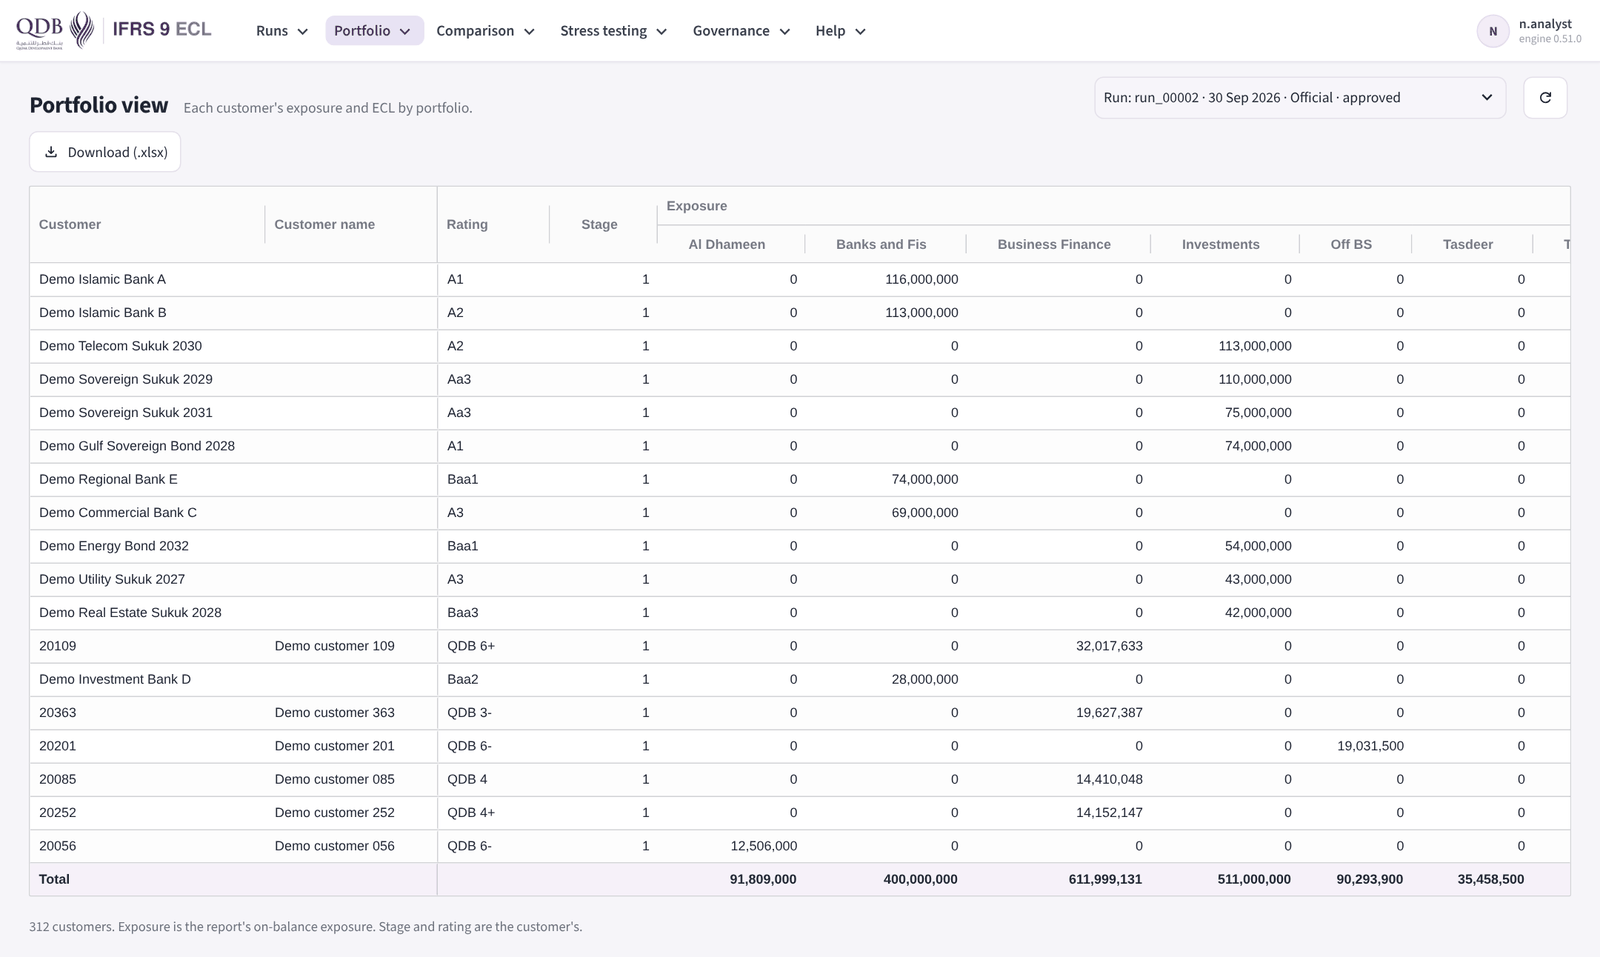 QDB
IFRS 9 ECL
Runs
Portfolio
Comparison
Stress testing
Governance
Help
N
n.analyst
engine 0.51.0
Portfolio view
Each customer's exposure and ECL by portfolio.
Run: run_00002 · 30 Sep 2026 · Official · approved
Download (.xlsx)
Exposure
Customer Customer name Rating Stage
Al Dhameen Banks and Fis Business Finance Investments Off BS Tasdeer T
Demo Islamic Bank A A1 1 0 116,000,000 0 0 0 0
Demo Islamic Bank B A2 1 0 113,000,000 0 0 0 0
Demo Telecom Sukuk 2030 A2 1 0 0 0 113,000,000 0 0
Demo Sovereign Sukuk 2029 Aa3 1 0 0 0 110,000,000 0 0
Demo Sovereign Sukuk 2031 Aa3 1 0 0 0 75,000,000 0 0
Demo Gulf Sovereign Bond 2028 A1 1 0 0 0 74,000,000 0 0
Demo Regional Bank E Baa1 1 0 74,000,000 0 0 0 0
Demo Commercial Bank C A3 1 0 69,000,000 0 0 0 0
Demo Energy Bond 2032 Baa1 1 0 0 0 54,000,000 0 0
Demo Utility Sukuk 2027 A3 1 0 0 0 43,000,000 0 0
Demo Real Estate Sukuk 2028 Baa3 1 0 0 0 42,000,000 0 0
20109 Demo customer 109 QDB 6+ 1 0 0 32,017,633 0 0 0
Demo Investment Bank D Baa2 1 0 28,000,000 0 0 0 0
20363 Demo customer 363 QDB 3- 1 0 0 19,627,387 0 0 0
20201 Demo customer 201 QDB 6- 1 0 0 0 0 19,031,500 0
20085 Demo customer 085 QDB 4 1 0 0 14,410,048 0 0 0
20252 Demo customer 252 QDB 4+ 1 0 0 14,152,147 0 0 0
20056 Demo customer 056 QDB 6- 1 12,506,000 0 0 0 0 0
Total 91,809,000 400,000,000 611,999,131 511,000,000 90,293,900 35,458,500
312 customers. Exposure is the report's on-balance exposure. Stage and rating are the customer's.